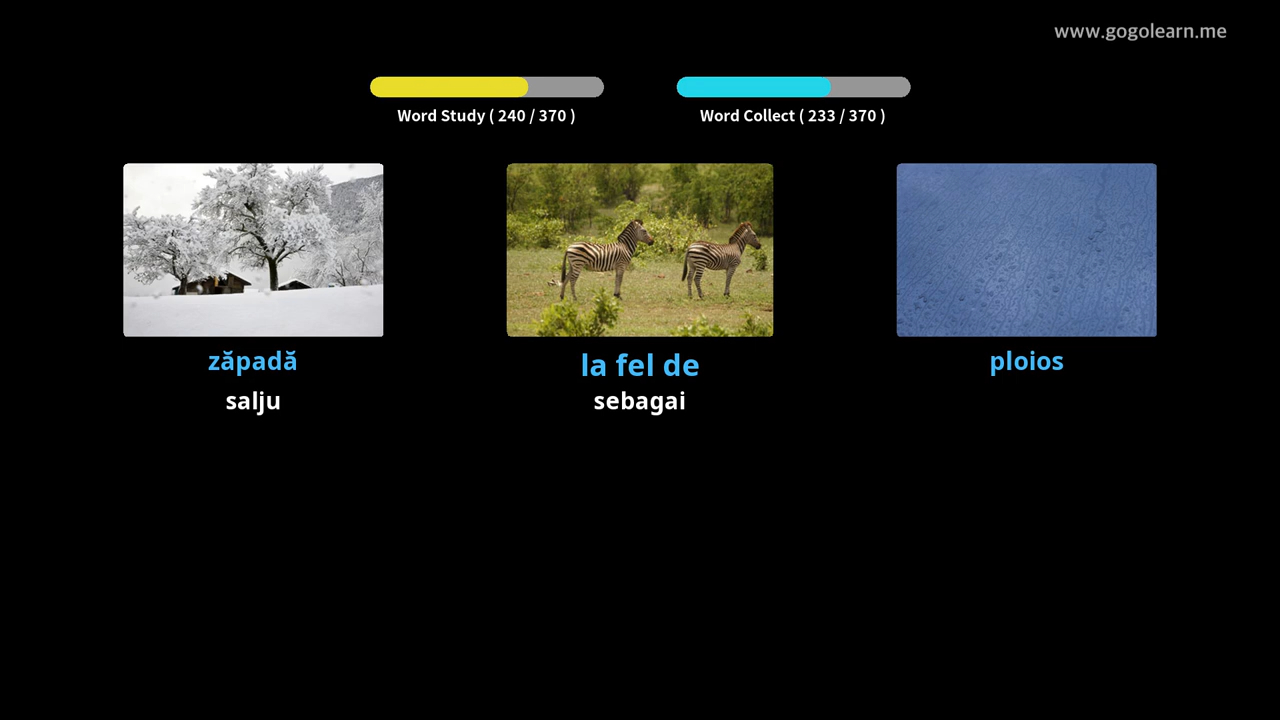 www.gogolearn.me
Word Study ( 240 / 370 )
Word Collect ( 233 / 370 )
zăpadă
salju
la fel de
sebagai
ploios